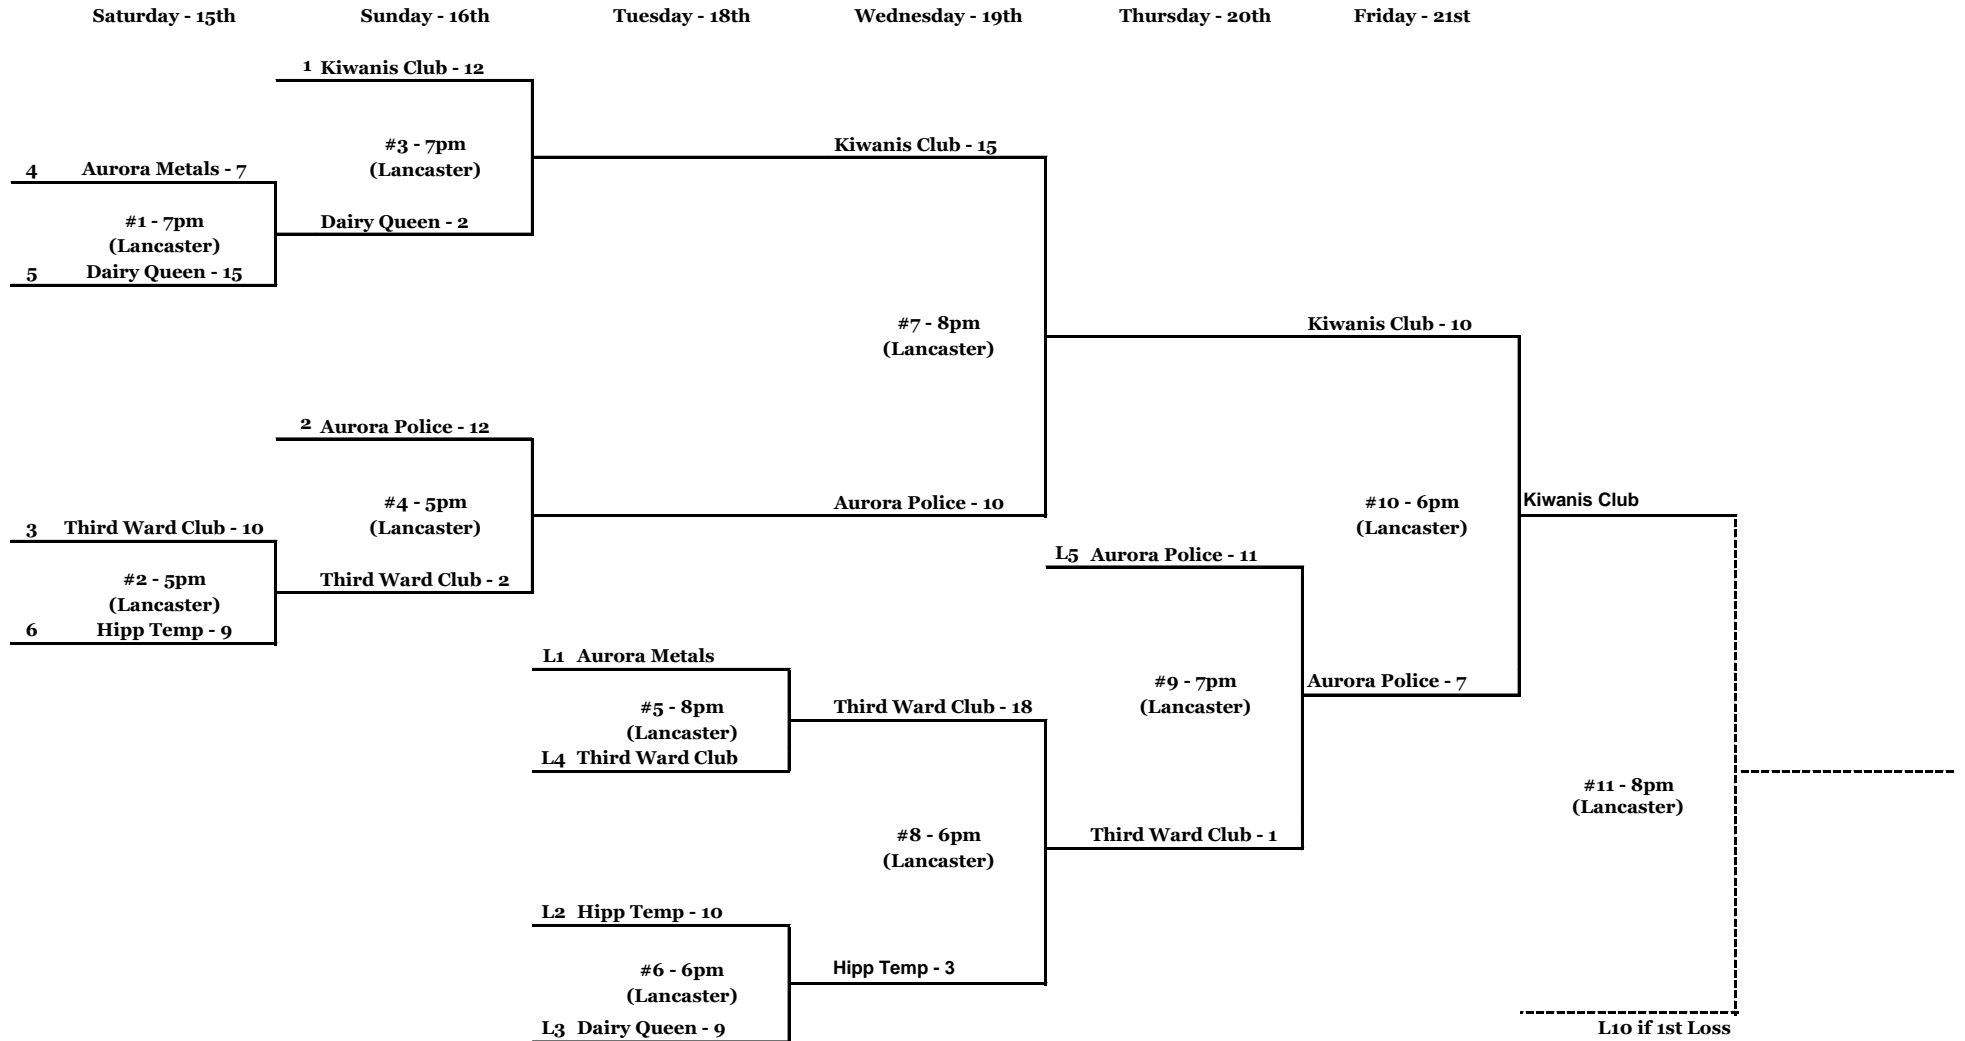 Saturday - 15th Sunday - 16th Tuesday - 18th Wednesday - 19th Thursday - 20th Friday - 21st
1 Kiwanis Club - 12
#3 - 7pm
(Lancaster)
Kiwanis Club - 15
4 Aurora Metals - 7
#1 - 7pm
(Lancaster)
Dairy Queen - 2
5 Dairy Queen - 15
#7 - 8pm
(Lancaster)
Kiwanis Club - 10
2 Aurora Police - 12
#4 - 5pm
(Lancaster)
Aurora Police - 10
#10 - 6pm
(Lancaster)
Kiwanis Club
3 Third Ward Club - 10
L5 Aurora Police - 11
#2 - 5pm
(Lancaster)
Third Ward Club - 2
6 Hipp Temp - 9
L1 Aurora Metals
#5 - 8pm
(Lancaster)
Third Ward Club - 18
#9 - 7pm
(Lancaster)
Aurora Police - 7
L4 Third Ward Club
#11 - 8pm
(Lancaster)
#8 - 6pm
(Lancaster)
Third Ward Club - 1
L2 Hipp Temp - 10
#6 - 6pm
(Lancaster)
Hipp Temp - 3
L3 Dairy Queen - 9
L10 if 1st Loss